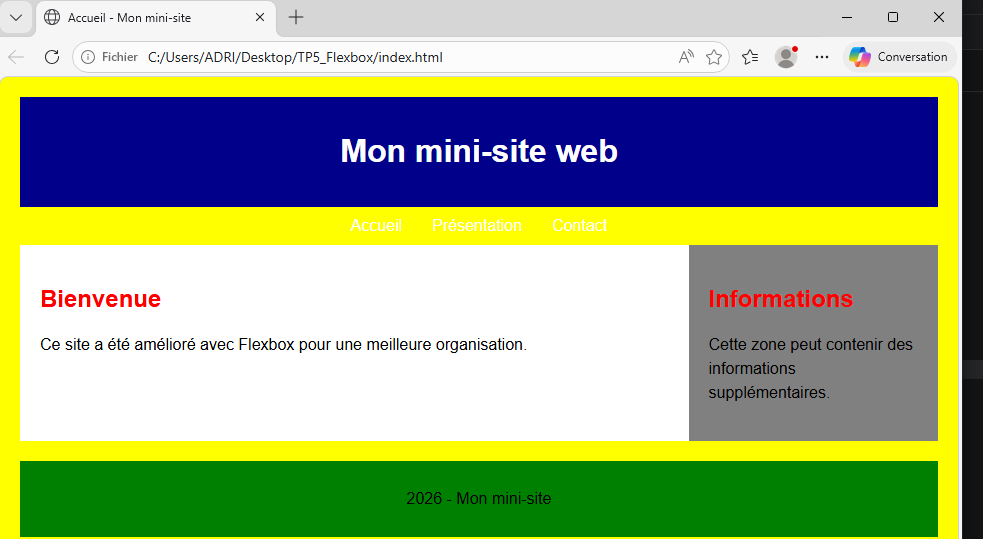 Accueil - Mon mini-site
Fichier C:/Users/ADRI/Desktop/TP5_Flexbox/index.html
Conversation
Mon mini-site web
Accueil Présentation Contact
Bienvenue
Ce site a été amélioré avec Flexbox pour une meilleure organisation.
Informations
Cette zone peut contenir des
informations
supplémentaires.
2026 - Mon mini-site